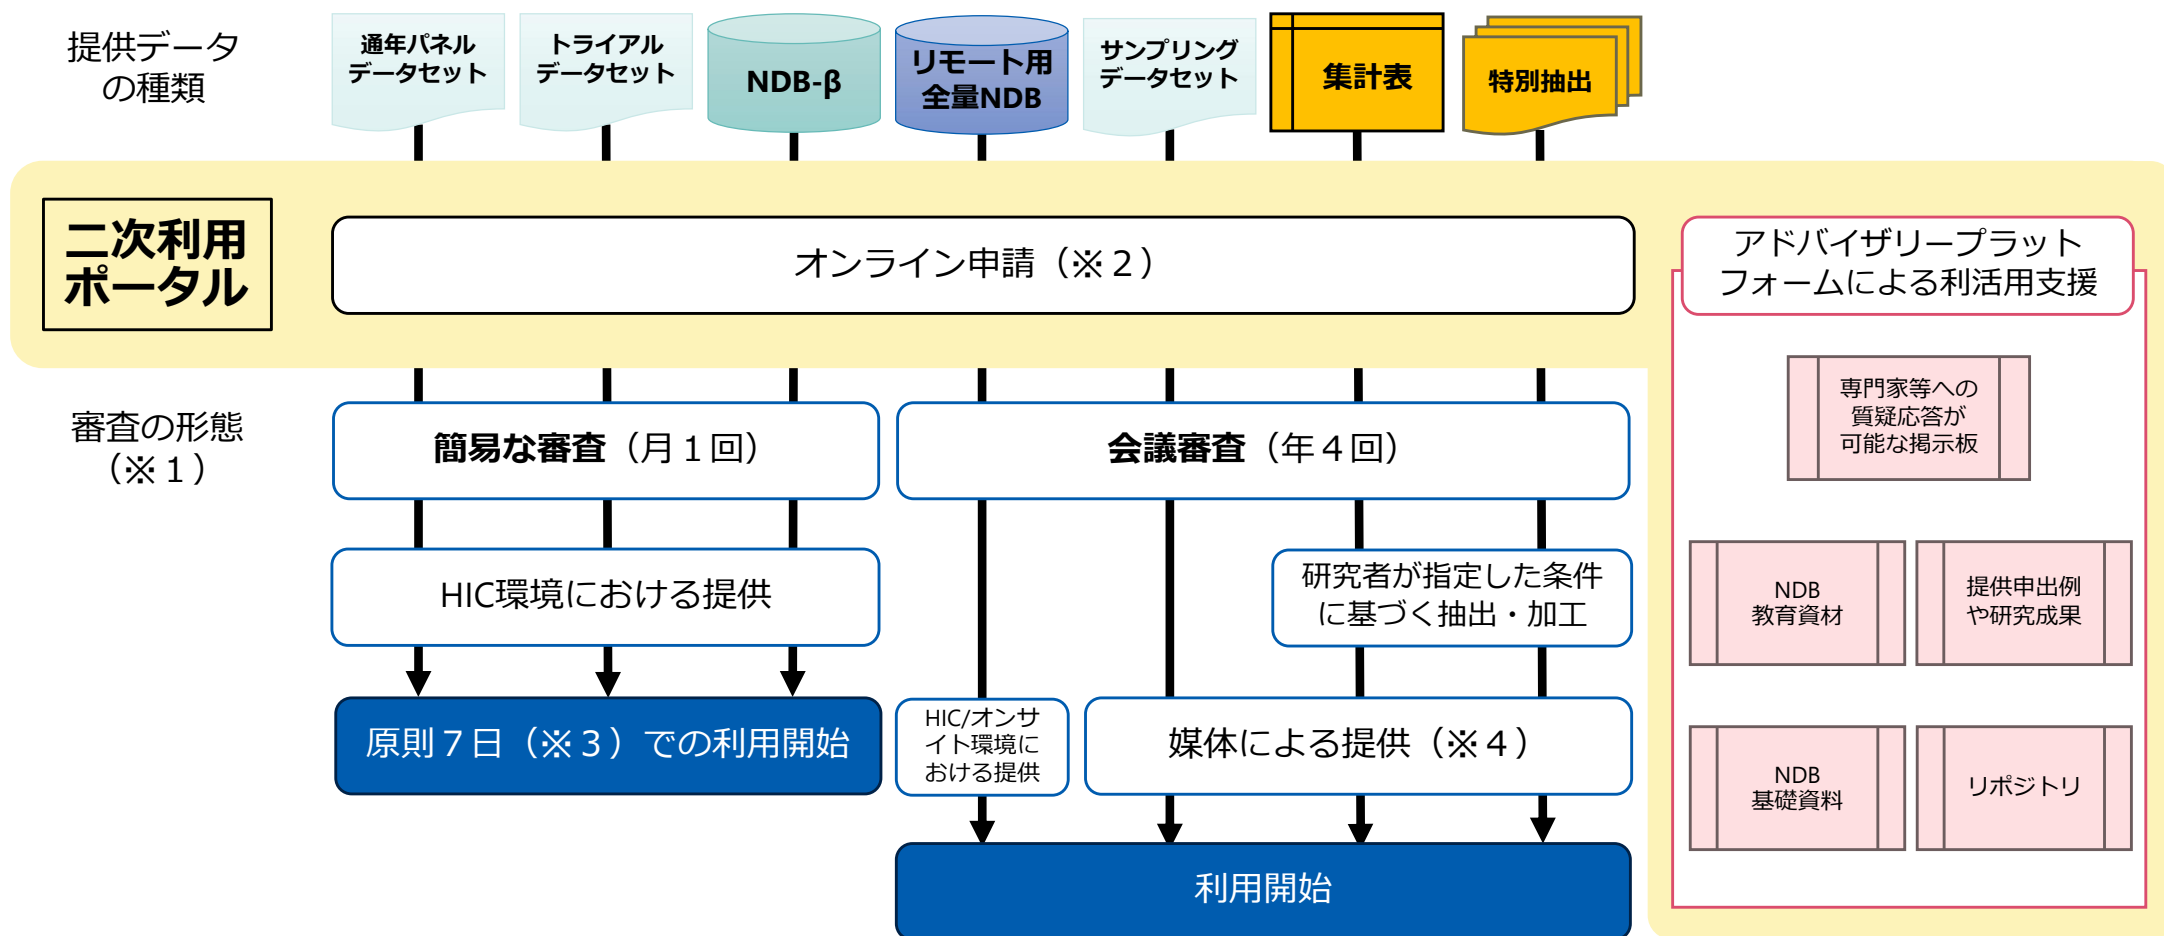 提供データ
の種類
通年パネル
データセット
トライアル
データセット
NDB-β
リモート用
全量NDB
サンプリング
データセット
集計表
特別抽出
二次利用
ポータル
オンライン申請（※２）
アドバイザリープラット
フォームによる利活用支援
審査の形態
（※１）
簡易な審査（月１回）
会議審査（年４回）
専門家等への
質疑応答が
可能な掲示板
HIC環境における提供
研究者が指定した条件
に基づく抽出・加工
NDB
教育資材
提供申出例
や研究成果
原則７日（※３）での利用開始
HIC/オンサ
イト環境に
おける提供
媒体による提供（※４）
NDB
基礎資料
リポジトリ
利用開始